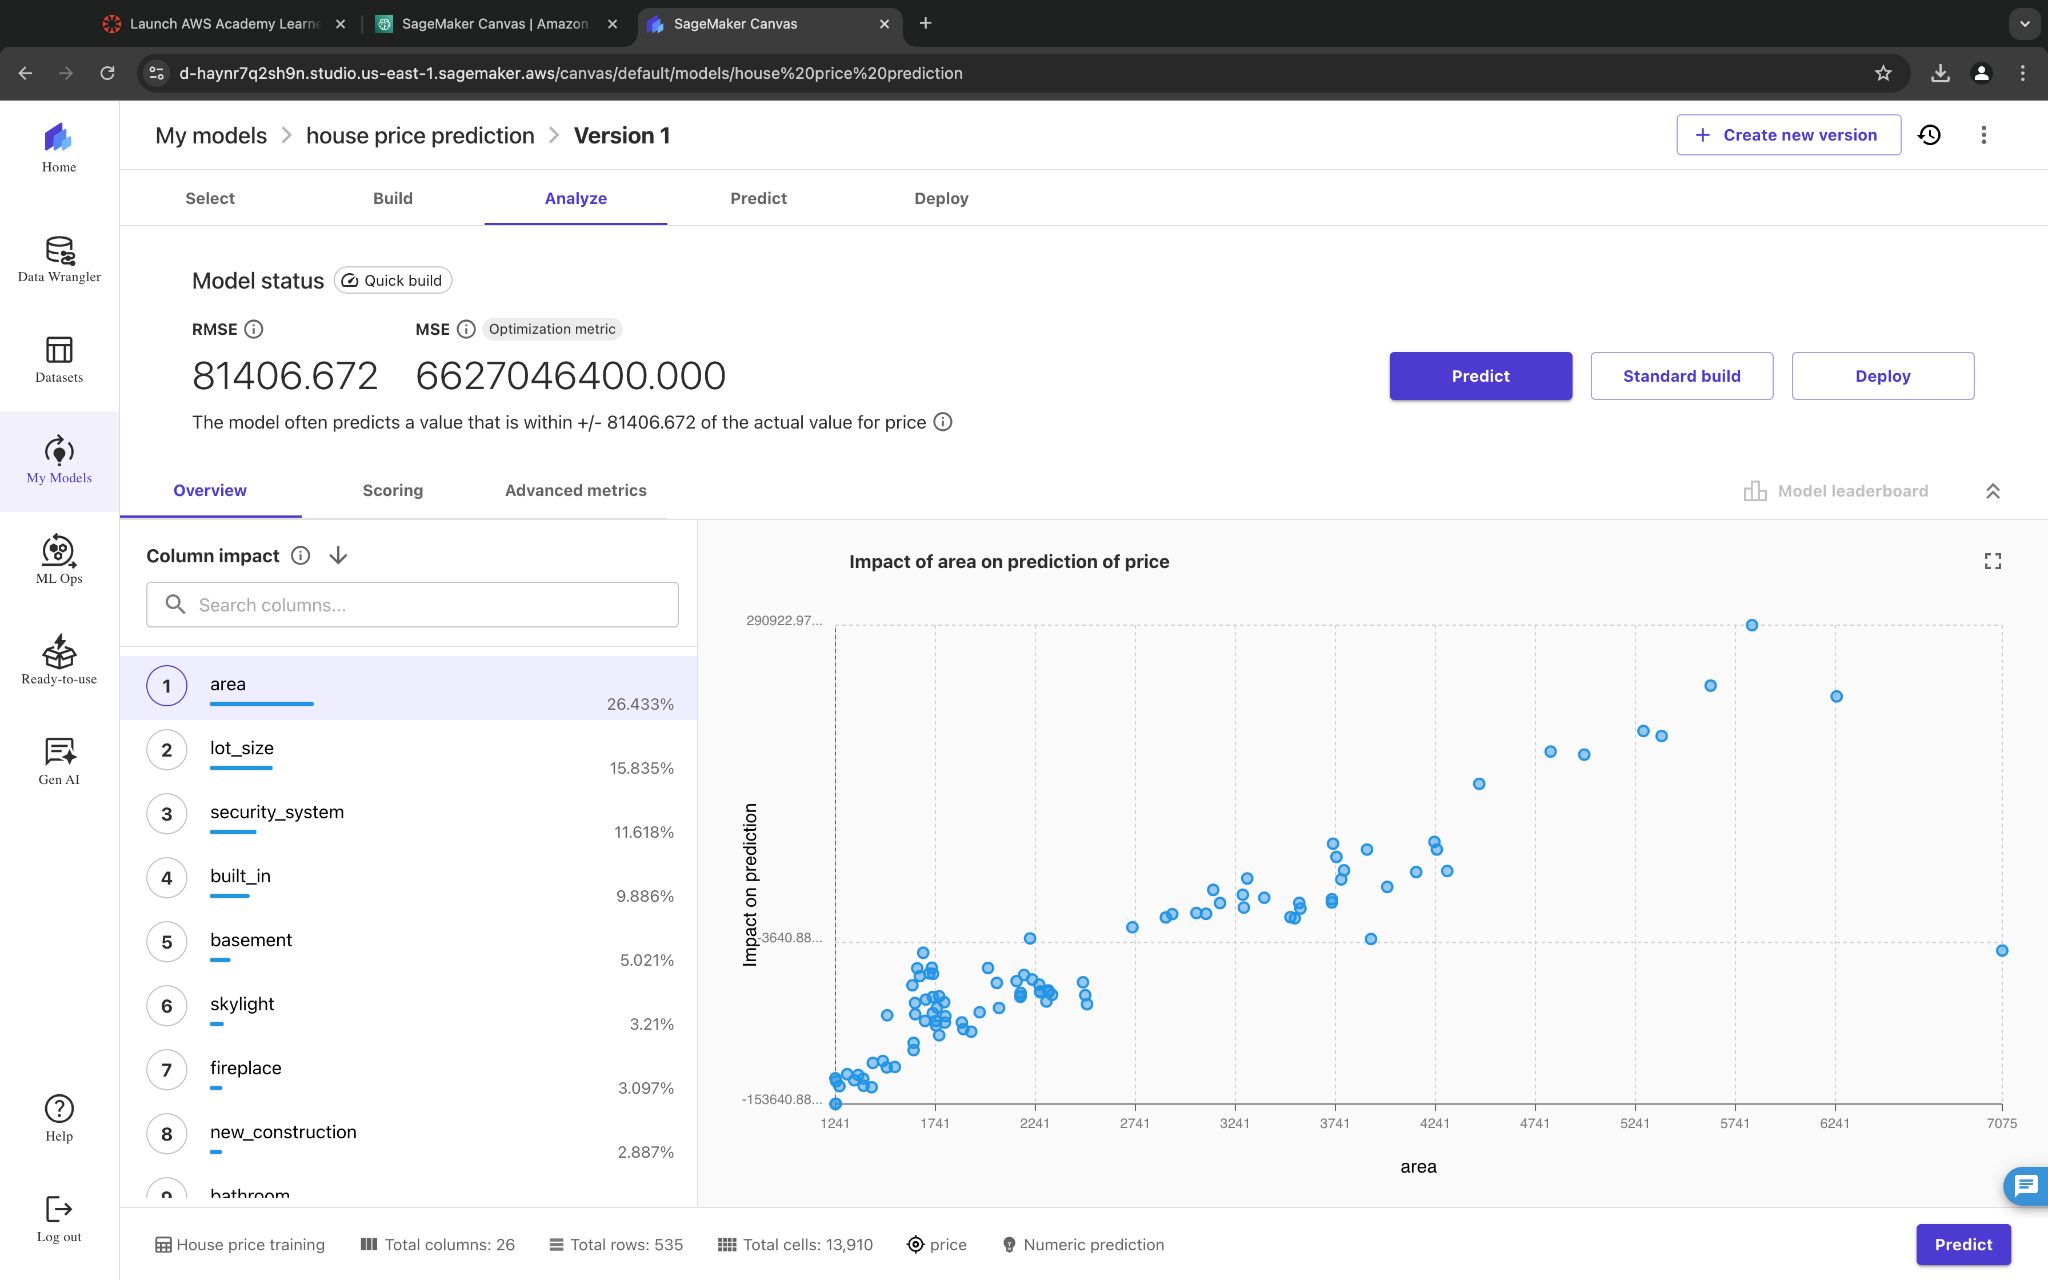 Launch AWS Academy Learne
SageMaker Canvas | Amazon
SageMaker Canvas
d-haynr7q2sh9n.studio.us-east-1.sagemaker.aws/canvas/default/models/house%20price%20prediction
Home
Data Wrangler
Datasets
My Models
ML Ops
Ready-to-use
Gen AI
Help
Log out
My models > house price prediction > Version 1
+ Create new version
Select Build Analyze Predict Deploy
Model status Quick build
RMSE MSE Optimization metric
81406.672 6627046400.000
The model often predicts a value that is within +/- 81406.672 of the actual value for price
Predict Standard build Deploy
Overview Scoring Advanced metrics
Model leaderboard
Column impact
Search columns...
1 area 26.433%
2 lot_size 15.835%
3 security_system 11.618%
4 built_in 9.886%
5 basement 5.021%
6 skylight 3.21%
7 fireplace 3.097%
8 new_construction 2.887%
9 bathroom
Impact of area on prediction of price
Impact on prediction
290922.97...
-3640.88...
-153640.88...
1241 1741 2241 2741 3241 3741 4241 4741 5241 5741 6241 7075
area
House price training Total columns: 26 Total rows: 535 Total cells: 13,910 price Numeric prediction
Predict